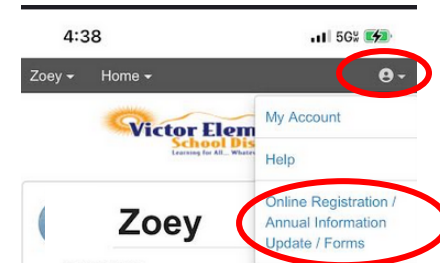 4:38 5G
Zoey Home
Victor Elem
School Dis
Learning for All...
My Account
Help
Online Registration /
Annual Information
Update / Forms
Zoey